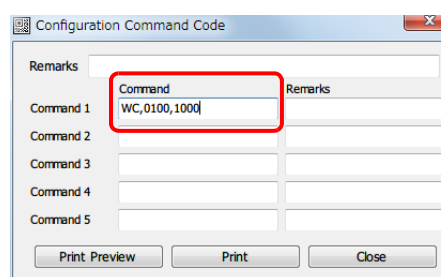 Configuration Command Code
Remarks
Command Remarks
Command 1 WC,0100,1000
Command 2
Command 3
Command 4
Command 5
Print Preview Print Close